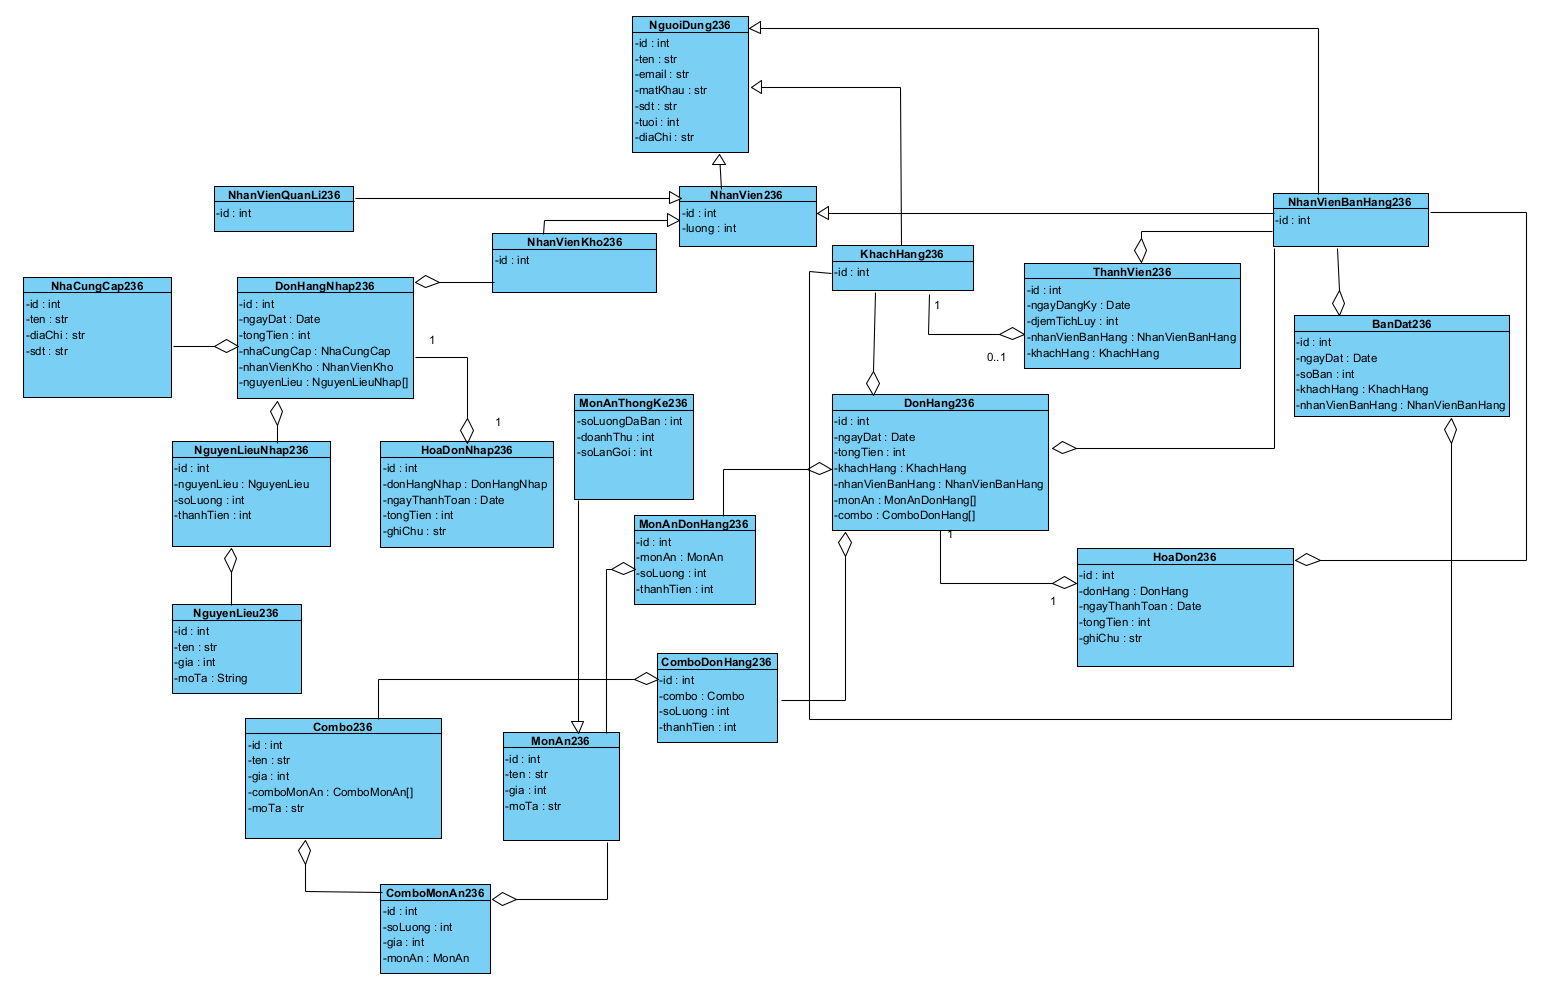 NguoiDung236
-id : int
-ten : str
-email : str
-matKhau : str
-sdt : str
-tuoi : int
-diaChi : str
NhanVienQuanLi236
-id : int
NhanVien236
-id : int
-luong : int
NhanVienBanHang236
-id : int
NhanVienKho236
-id : int
KhachHang236
-id : int
ThanhVien236
-id : int
-ngayDangKy : Date
-djemTichLuy : int
-nhanVienBanHang : NhanVienBanHang
-khachHang : KhachHang
1
0..1
NhaCungCap236
-id : int
-ten : str
-diaChi : str
-sdt : str
DonHangNhap236
-id : int
-ngayDat : Date
-tongTien : int
-nhaCungCap : NhaCungCap
-nhanVienKho : NhanVienKho
-nguyenLieu : NguyenLieuNhap[]
1
1
BanDat236
-id : int
-ngayDat : Date
-soBan : int
-khachHang : KhachHang
-nhanVienBanHang : NhanVienBanHang
MonAnThongKe236
-soLuongDaBan : int
-doanhThu : int
-soLanGoi : int
DonHang236
-id : int
-ngayDat : Date
-tongTien : int
-khachHang : KhachHang
-nhanVienBanHang : NhanVienBanHang
-monAn : MonAnDonHang[]
-combo : ComboDonHang[]
1
1
NguyenLieuNhap236
-id : int
-nguyenLieu : NguyenLieu
-soLuong : int
-thanhTien : int
HoaDonNhap236
-id : int
-donHangNhap : DonHangNhap
-ngayThanhToan : Date
-tongTien : int
-ghiChu : str
MonAnDonHang236
-id : int
-monAn : MonAn
-soLuong : int
-thanhTien : int
HoaDon236
-id : int
-donHang : DonHang
-ngayThanhToan : Date
-tongTien : int
-ghiChu : str
NguyenLieu236
-id : int
-ten : str
-gia : int
-moTa : String
ComboDonHang236
-id : int
-combo : Combo
-soLuong : int
-thanhTien : int
Combo236
-id : int
-ten : str
-gia : int
-comboMonAn : ComboMonAn[]
-moTa : str
MonAn236
-id : int
-ten : str
-gia : int
-moTa : str
ComboMonAn236
-id : int
-soLuong : int
-gia : int
-monAn : MonAn